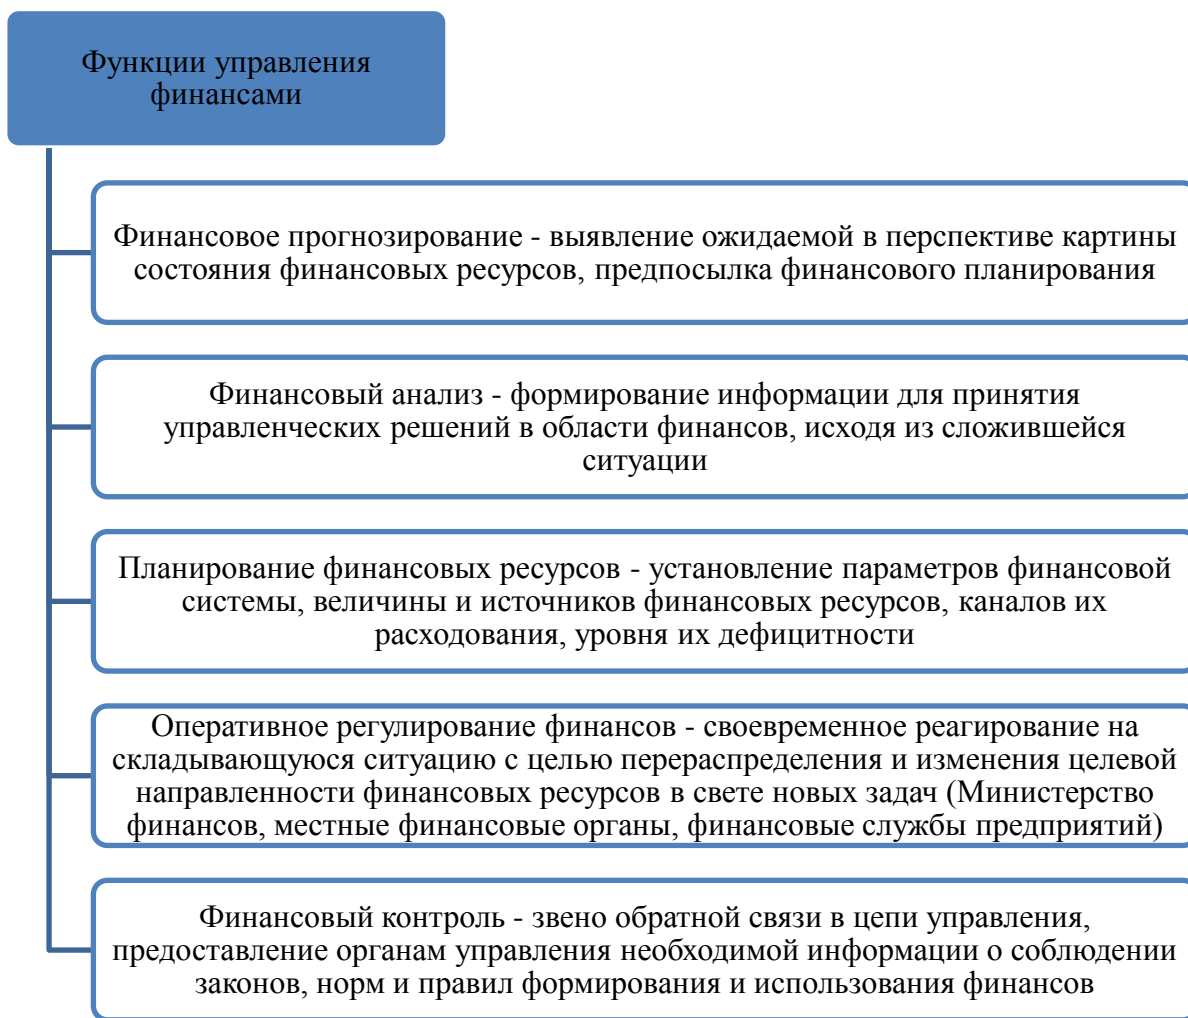 Функции управления
финансами
Финансовое прогнозирование - выявление ожидаемой в перспективе картины
состояния финансовых ресурсов, предпосылка финансового планирования
Финансовый анализ - формирование информации для принятия
управленческих решений в области финансов, исходя из сложившейся
ситуации
Планирование финансовых ресурсов - установление параметров финансовой
системы, величины и источников финансовых ресурсов, каналов их
расходования, уровня их дефицитности
Оперативное регулирование финансов - своевременное реагирование на
складывающуюся ситуацию с целью перераспределения и изменения целевой
направленности финансовых ресурсов в свете новых задач (Министерство
финансов, местные финансовые органы, финансовые службы предприятий)
Финансовый контроль - звено обратной связи в цепи управления,
предоставление органам управления необходимой информации о соблюдении
законов, норм и правил формирования и использования финансов